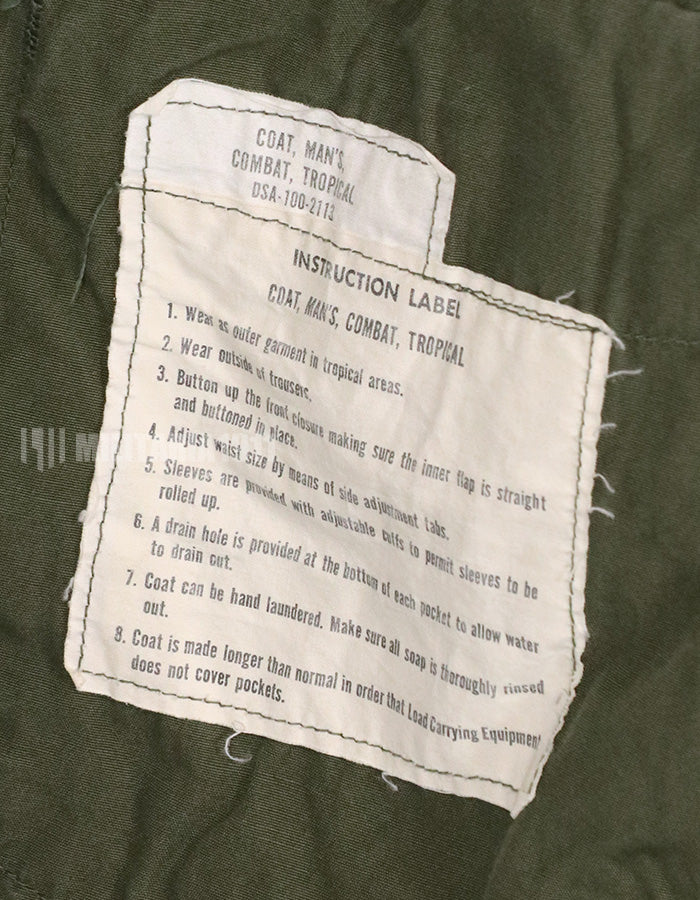 COAT, MAN'S,
COMBAT, TROPICAL
DSA-100-2113
INSTRUCTION LABEL
COAT, MAN'S, COMBAT, TROPICAL
1. Wear as outer garment in tropical areas.
2. Wear outside of trousers.
3. Button up the front closure making sure the inner flap is straight
and buttoned in place.
4. Adjust waist size by means of side adjustment tabs.
5. Sleeves are provided with adjustable cuffs to permit sleeves to be
rolled up.
6. A drain hole is provided at the bottom of each pocket to allow water
to drain out.
7. Coat can be hand laundered. Make sure all soap is thoroughly rinsed
out.
8. Coat is made longer than normal in order that Load Carrying Equipment
does not cover pockets.